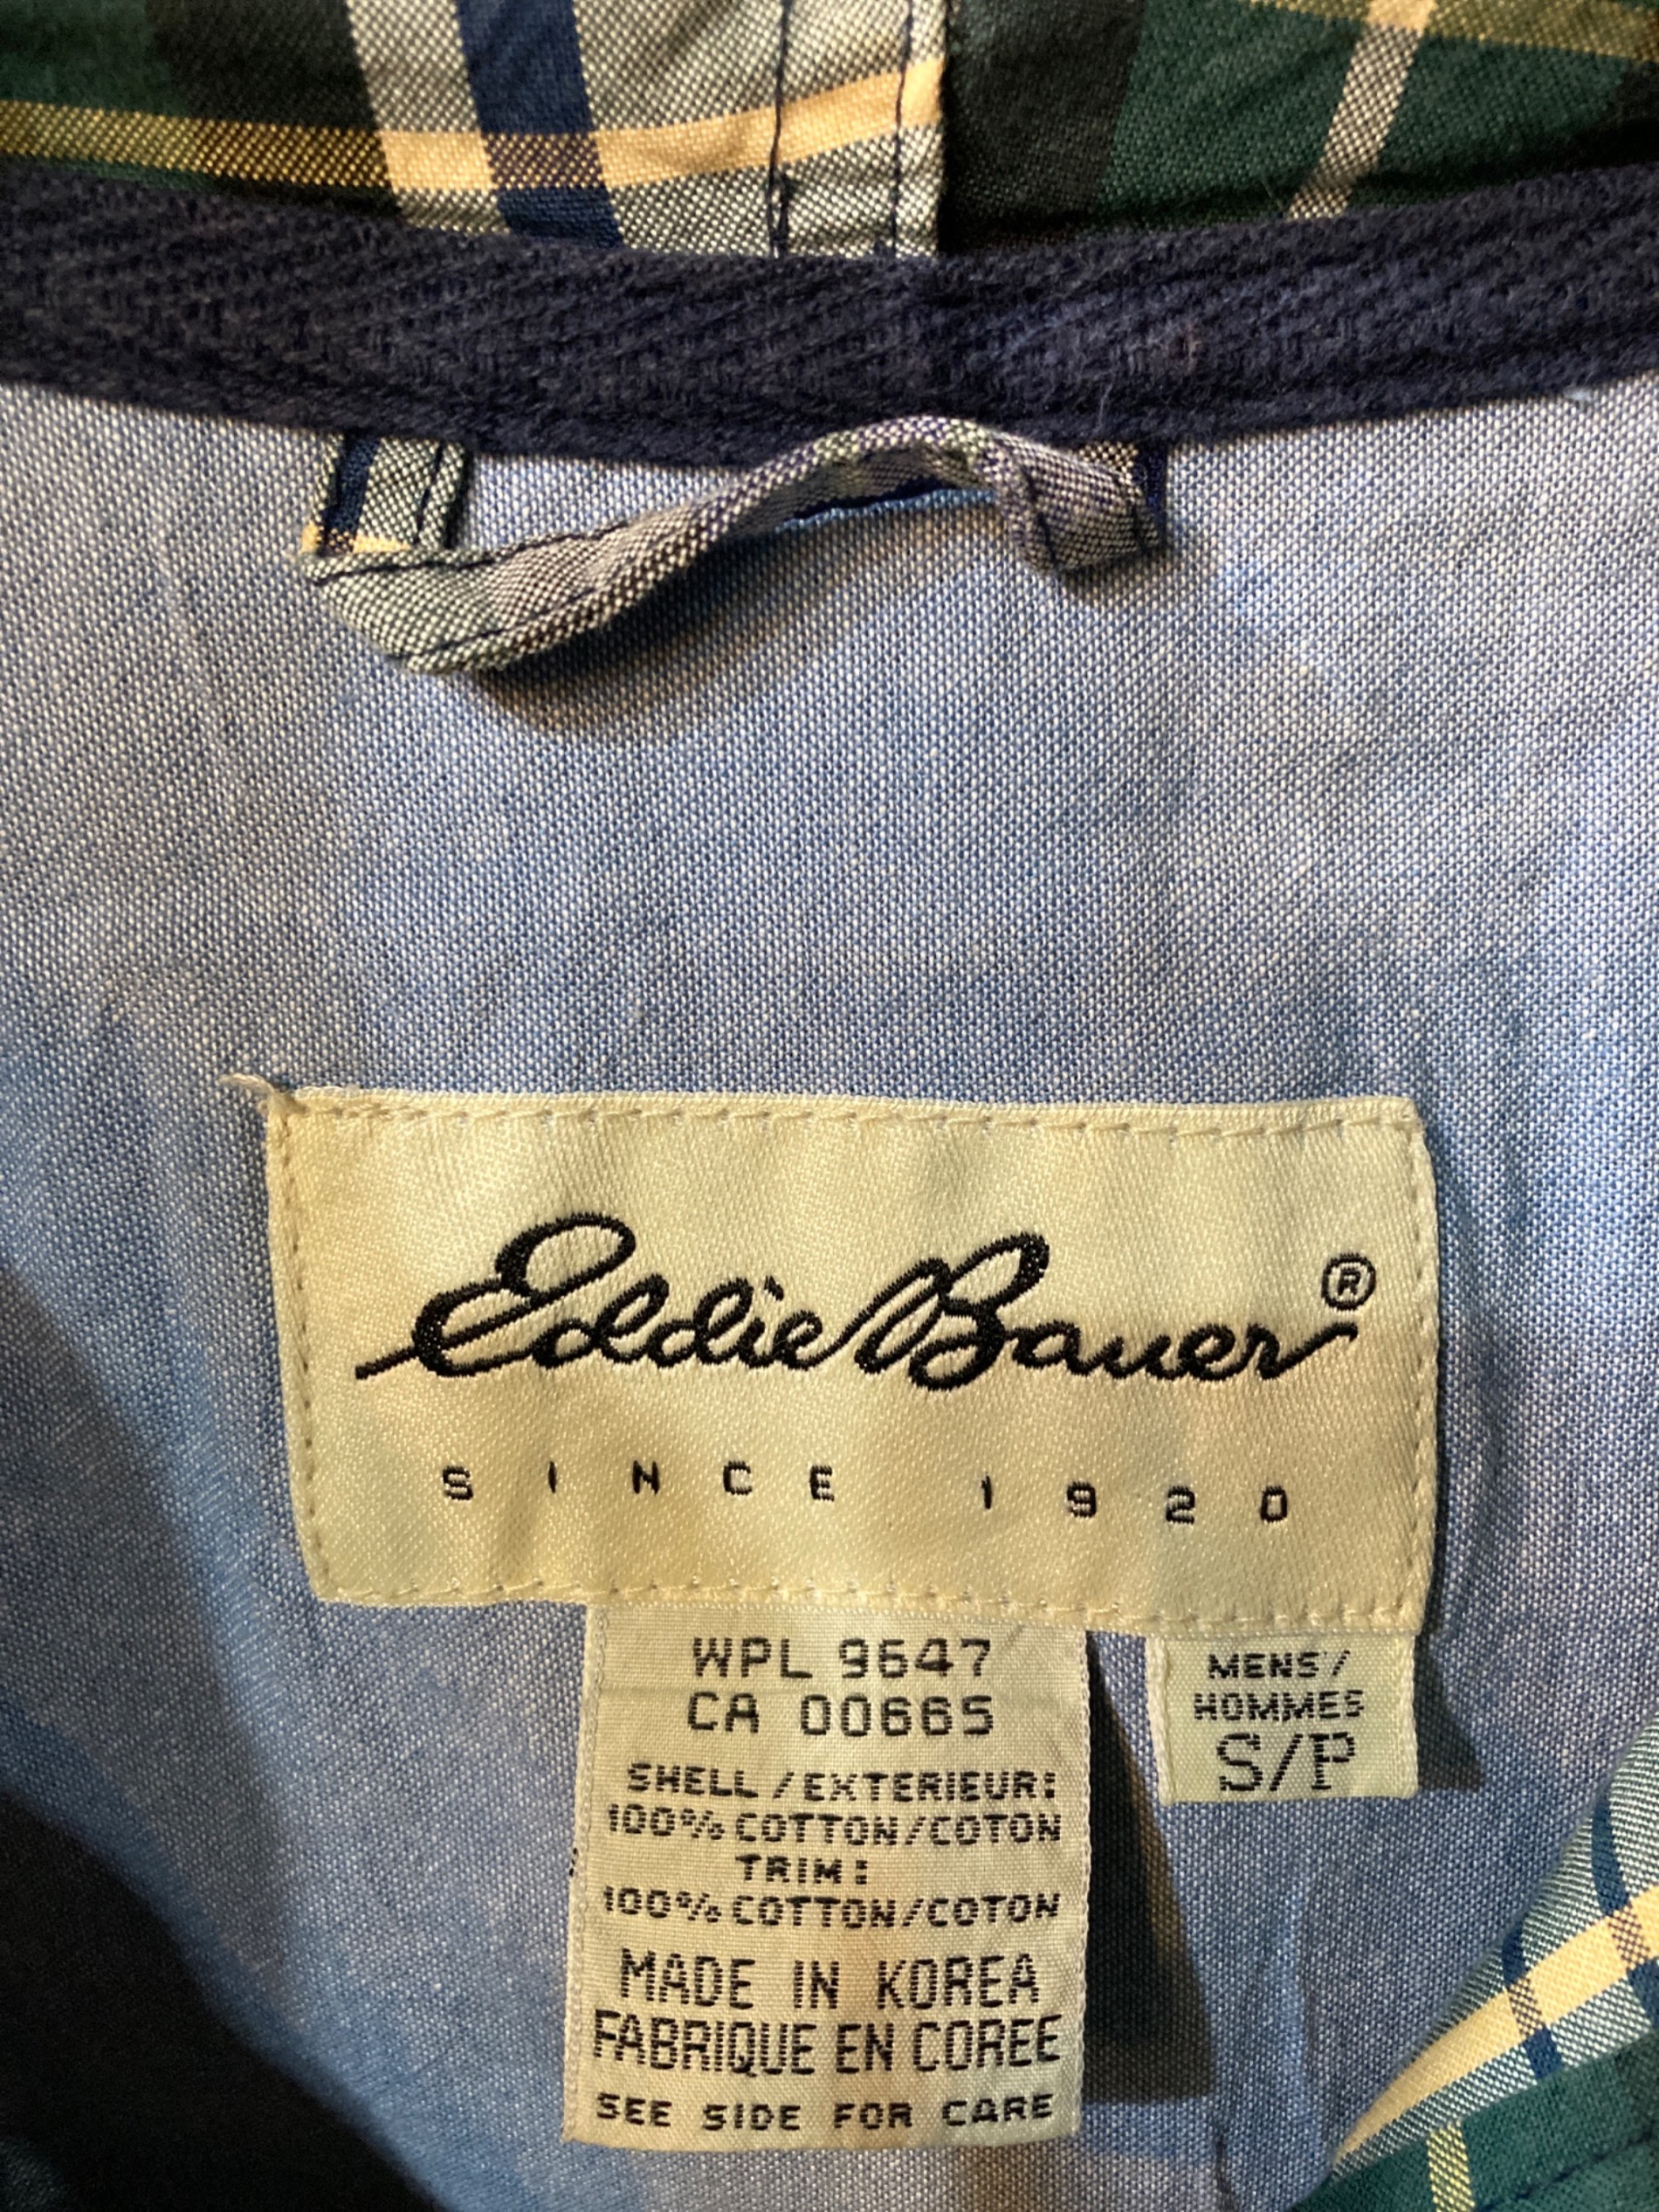 Eddie Bauer®
SINCE 1920
WPL 9647
CA 00665
SHELL/EXTERIEUR:
100% COTTON/COTON
TRIM:
100% COTTON/COTON
MADE IN KOREA
FABRIQUE EN COREE
SEE SIDE FOR CARE
MENS/
HOMMES
S/P